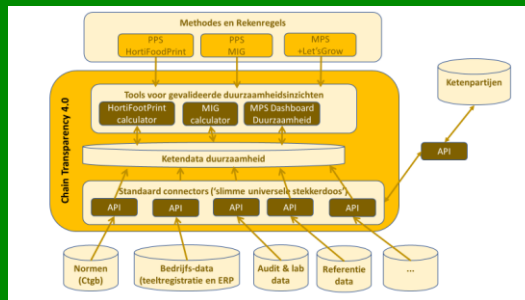 Methodes en Rekenregels
PPS
HortiFoodPrint
PPS
MIG
MPS
+Let'sGrow
Chain Transparency 4.0
Tools voor gevalideerde duurzaamheidsinzichten
HortiFootPrint
calculator
MIG
calculator
MPS Dashboard
Duurzaamheid
Ketendata duurzaamheid
Standaard connectors ('slimme universele stekkerdoos')
API
API
API
API
API
Ketenpartijen
API
Normen
(Ctgb)
Bedrijfs-data
(teeltregistratie en ERP
Audit & lab
data
Referentie
data
...